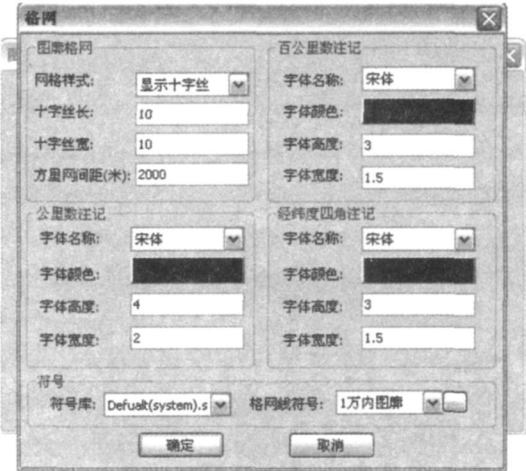 格网
图廓格网
网格样式: 显示十字丝
十字丝长: 10
十字丝宽: 10
方里网间距(米): 2000
百公里数注记
字体名称: 宋体
字体颜色:
字体高度: 3
字体宽度: 1.5
公里数注记
字体名称: 宋体
字体颜色:
字体高度: 4
字体宽度: 2
经纬度四角注记
字体名称: 宋体
字体颜色:
字体高度: 3
字体宽度: 1.5
符号
符号库: Defualt(system).s 格网线符号: 1万内图廓
确定 取消